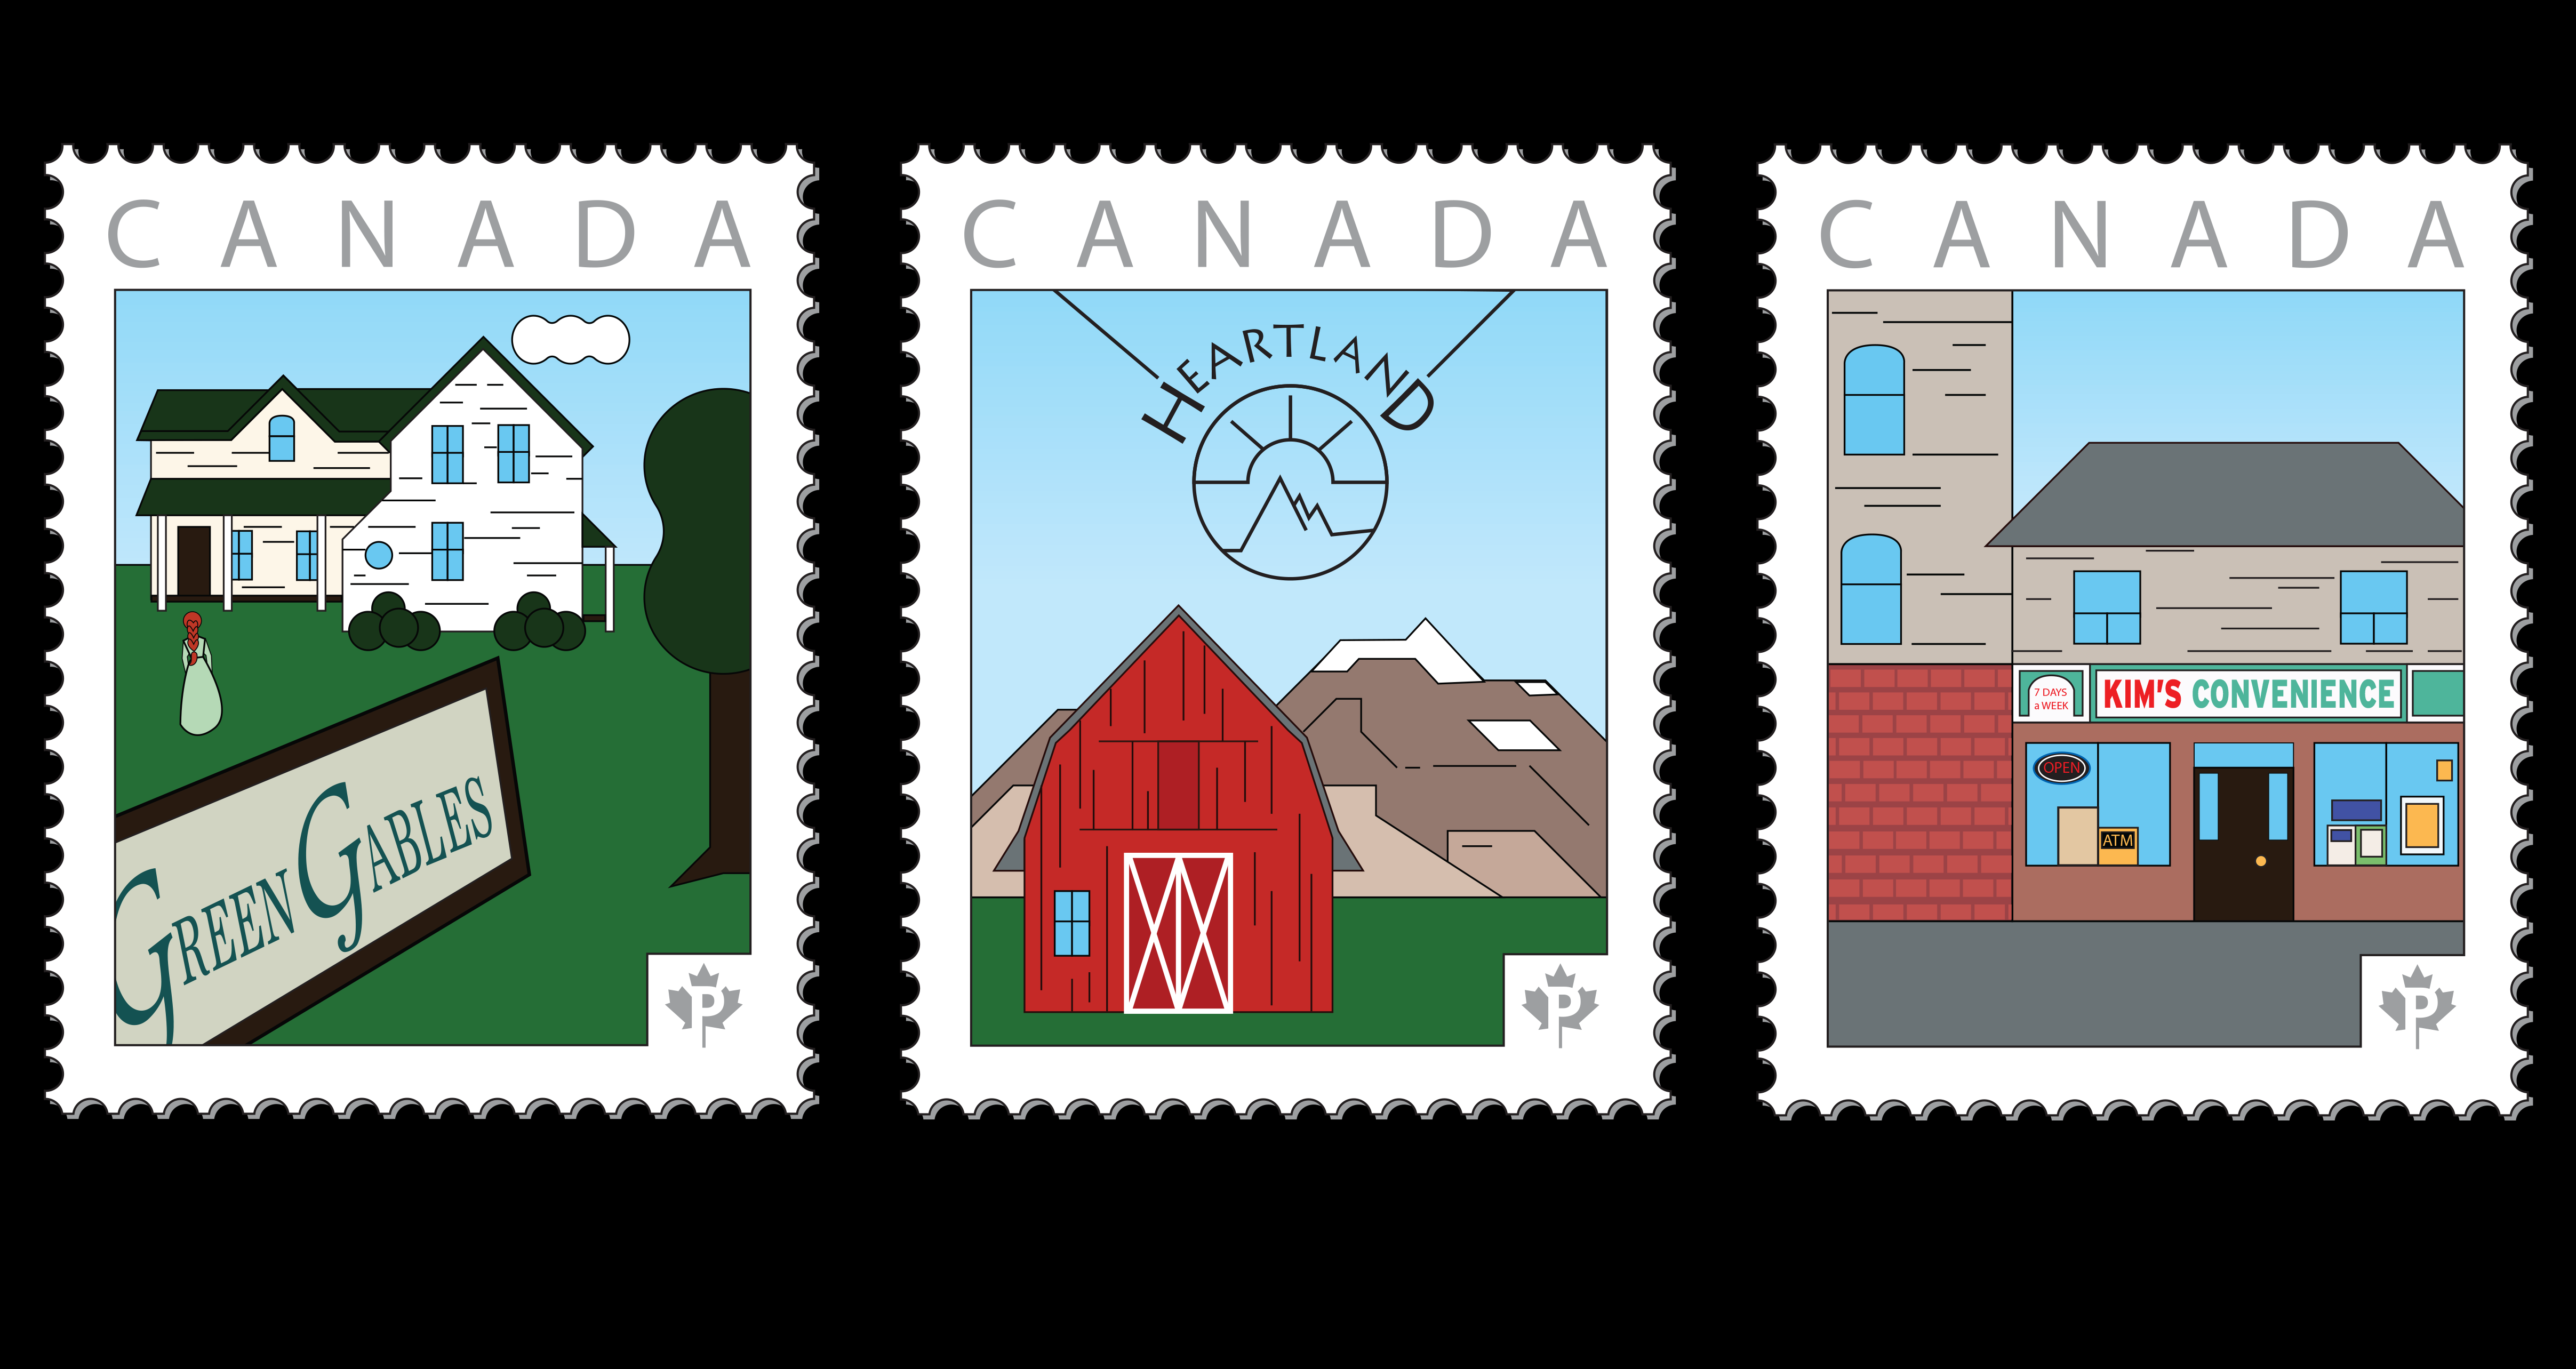 CANADA
GREEN GABLES
P
CANADA
HEARTLAND
P
CANADA
7 DAYS
a WEEK
KIM'S CONVENIENCE
OPEN
ATM
P